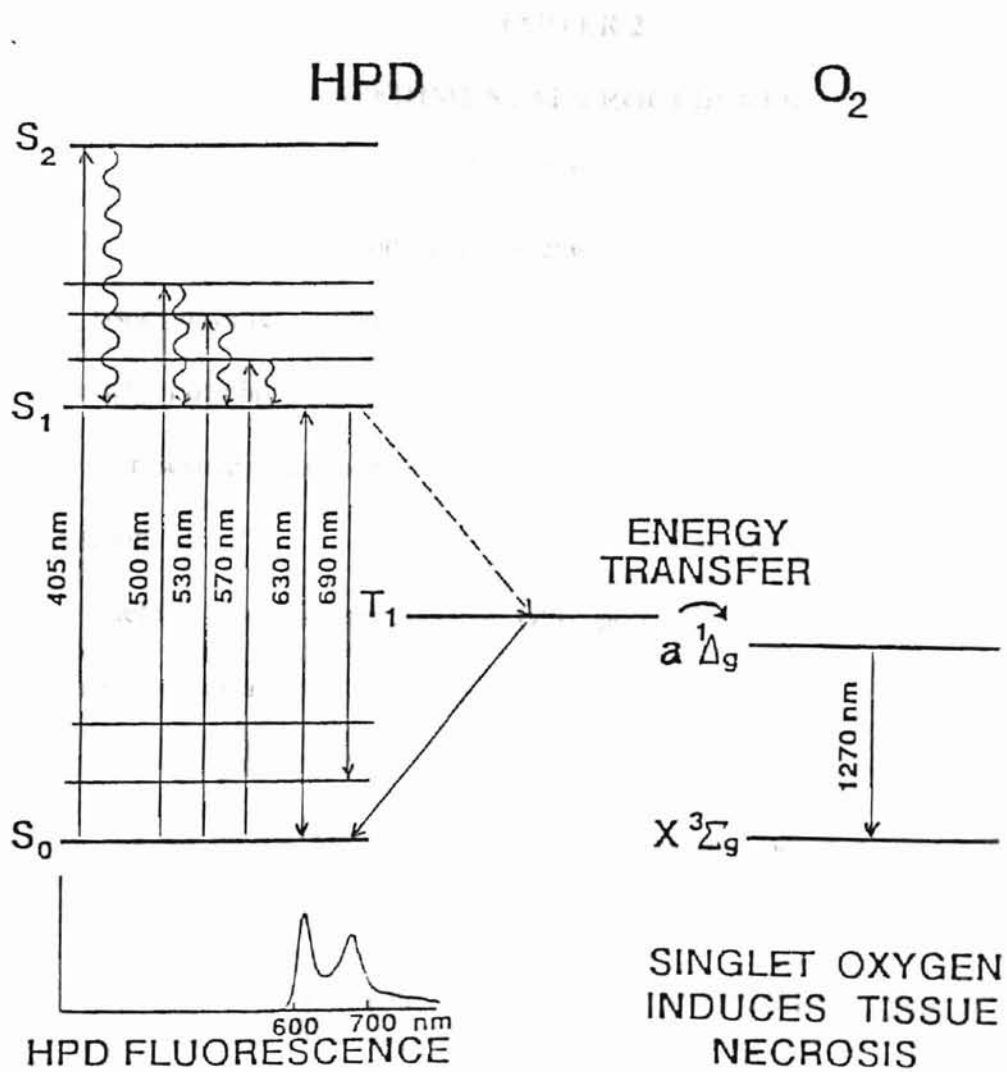 HPD
O₂
S₂
S₁
405 nm
500 nm
530 nm
570 nm
630 nm
690 nm
T₁
ENERGY
TRANSFER
a ¹Δg
1270 nm
S₀
X ³Σg
600
700 nm
HPD FLUORESCENCE
SINGLET OXYGEN
INDUCES TISSUE
NECROSIS